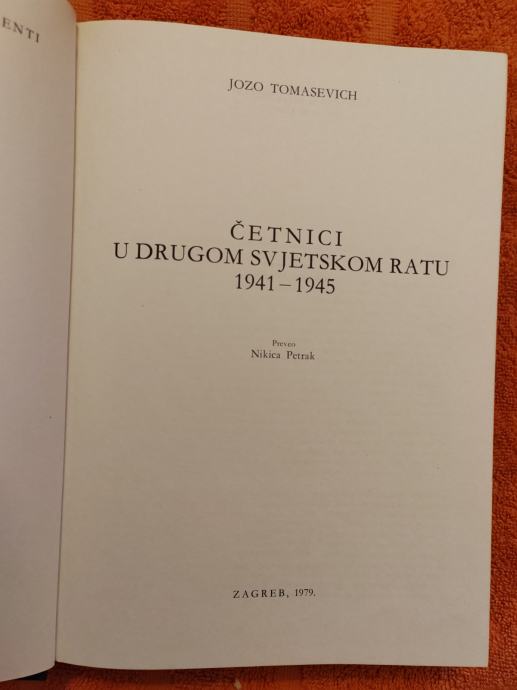 ENTI
JOZO TOMASEVICH
ČETNICI
U DRUGOM SVJETSKOM RATU
1941 – 1945
Preveo
Nikica Petrak
ZAGREB, 1979.